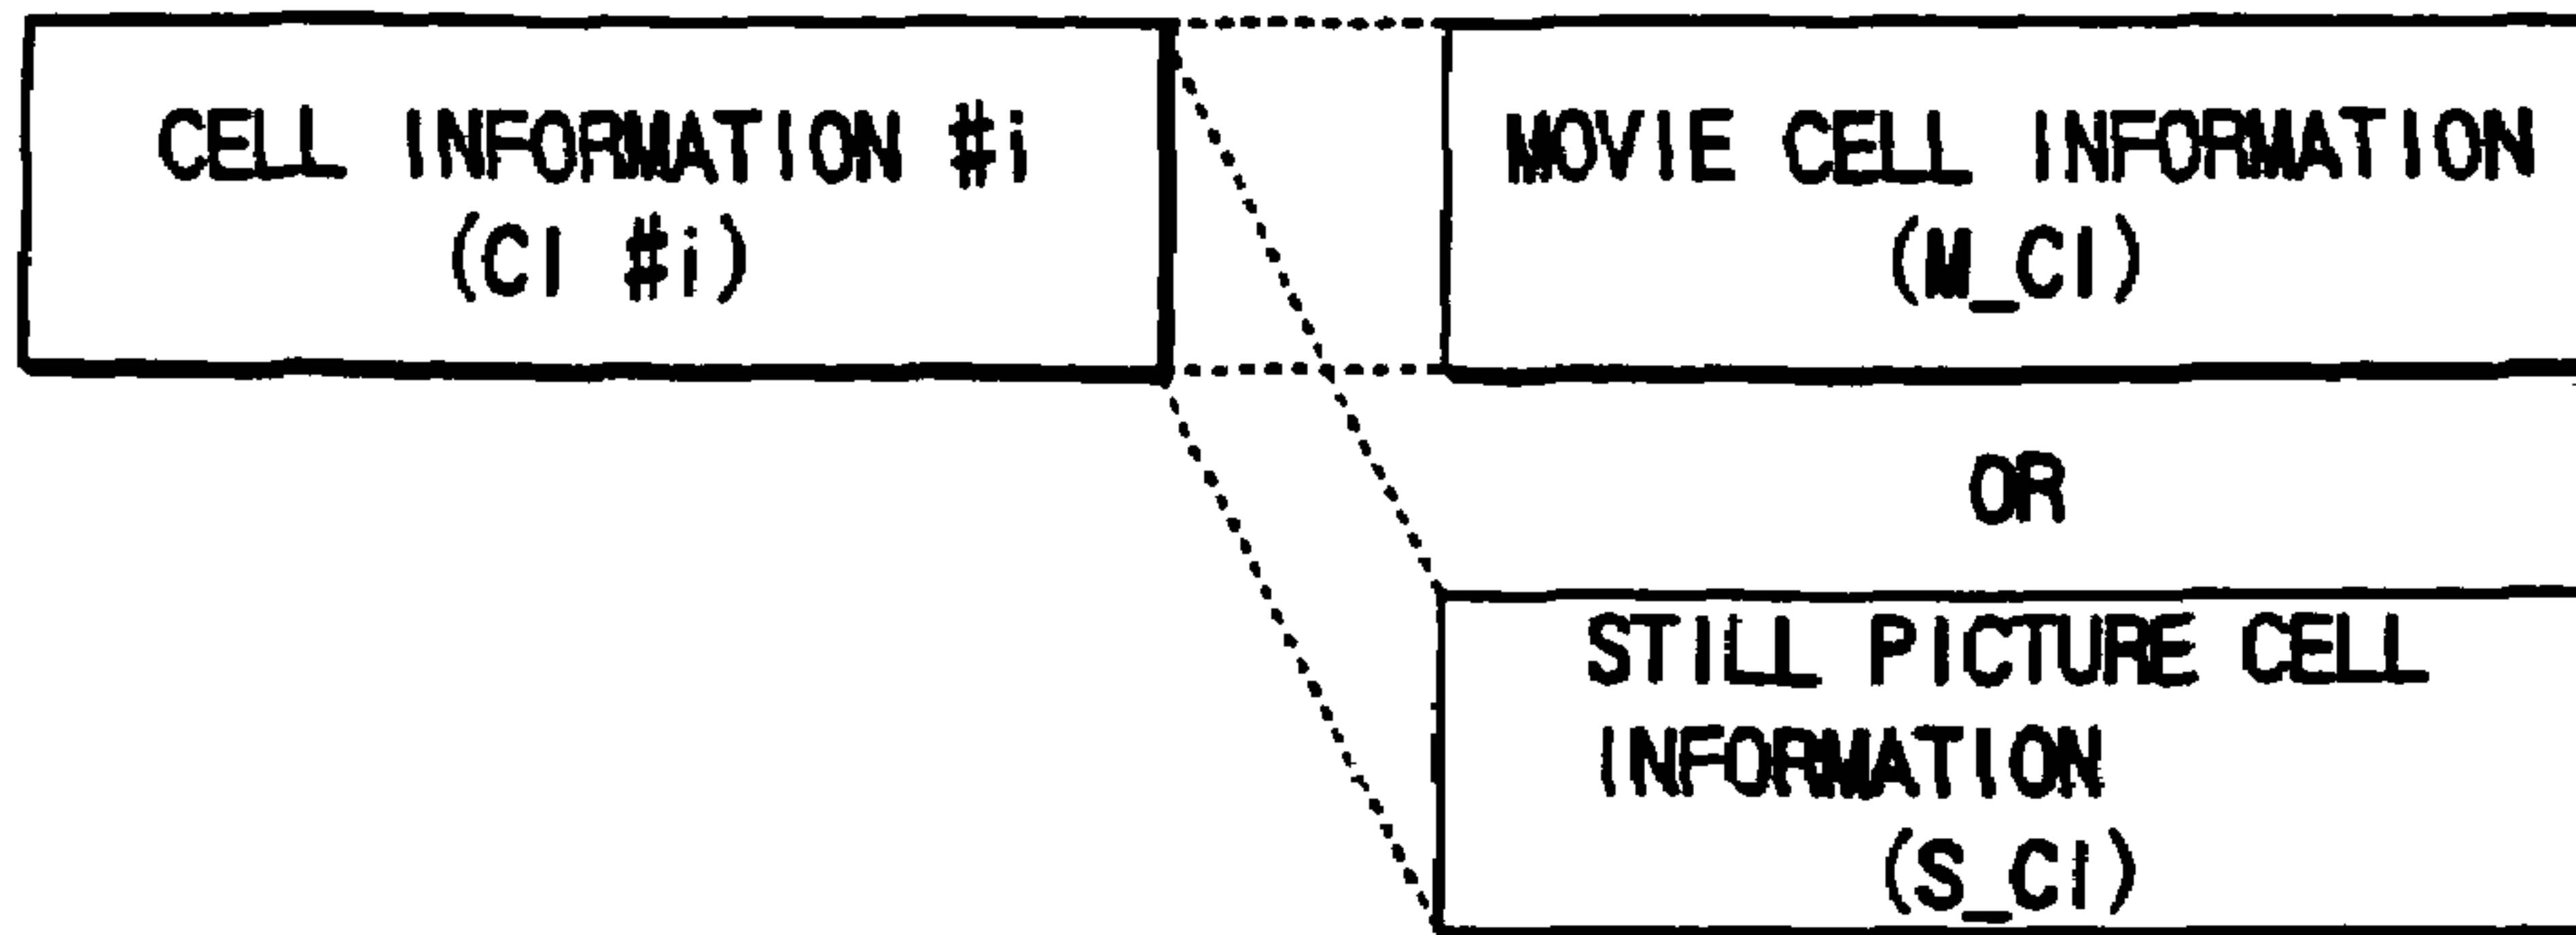 CELL INFORMATION #i
(CI #i)
MOVIE CELL INFORMATION
(M_CI)
OR
STILL PICTURE CELL
INFORMATION
(S_CI)